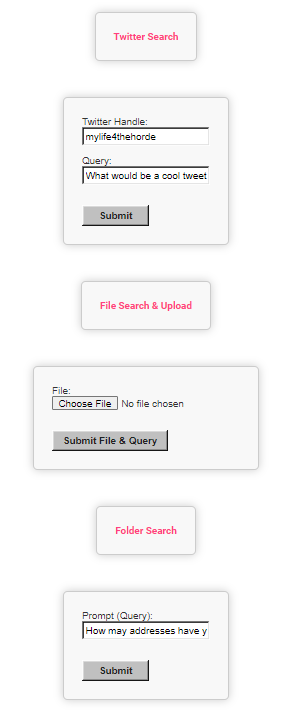 Twitter Search
Twitter Handle:
mylife4thehorde
Query:
What would be a cool tweet
Submit
File Search & Upload
File:
Choose File No file chosen
Submit File & Query
Folder Search
Prompt (Query):
How may addresses have y
Submit